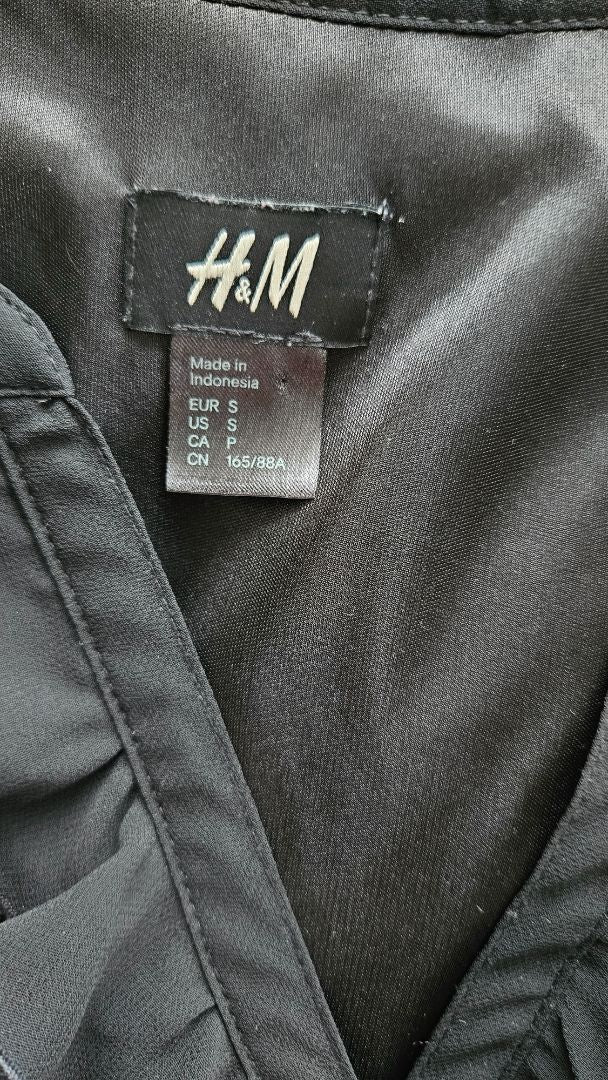 H&M
Made in
Indonesia
EUR S
US S
CA P
CN 165/88A